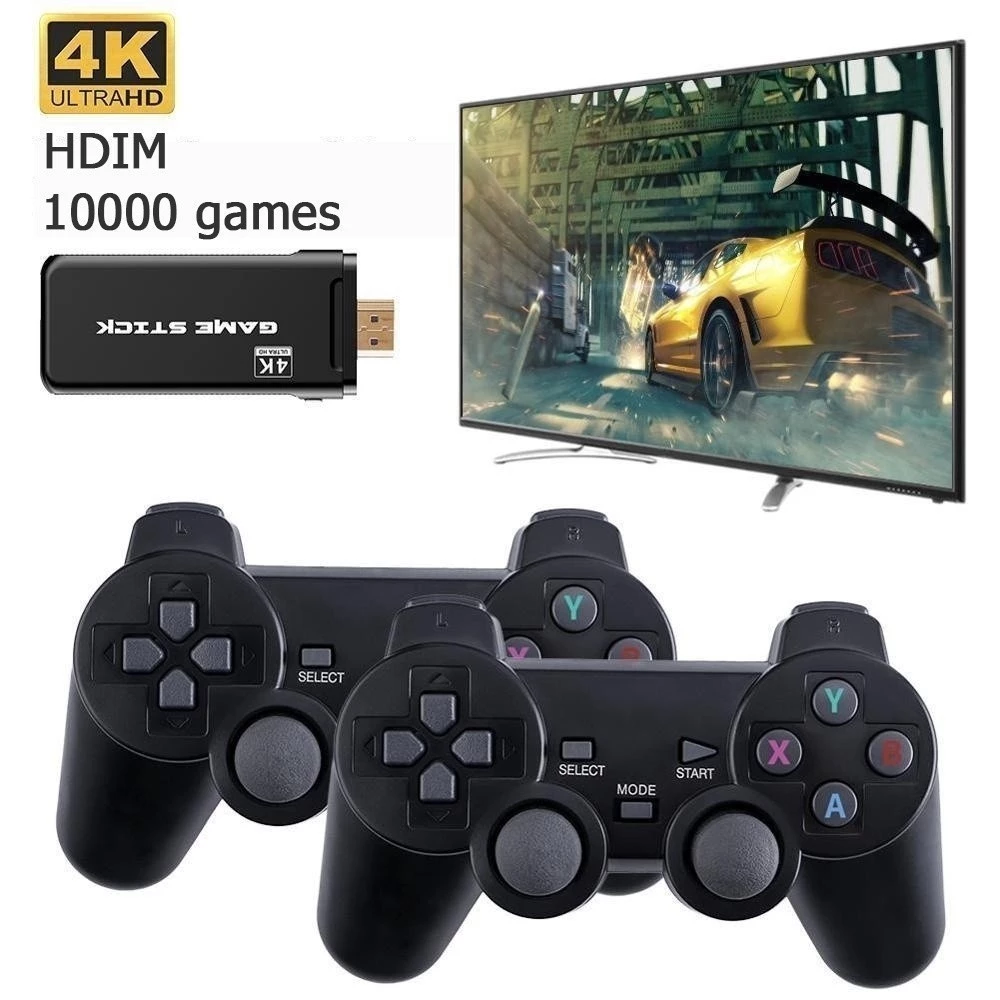 4K
ULTRAHD
HDIM
10000 games
GAME STICK
4K
ULTRA HD
L
R
Y
X
B
SELECT
L
R
Y
X
B
A
SELECT
START
MODE